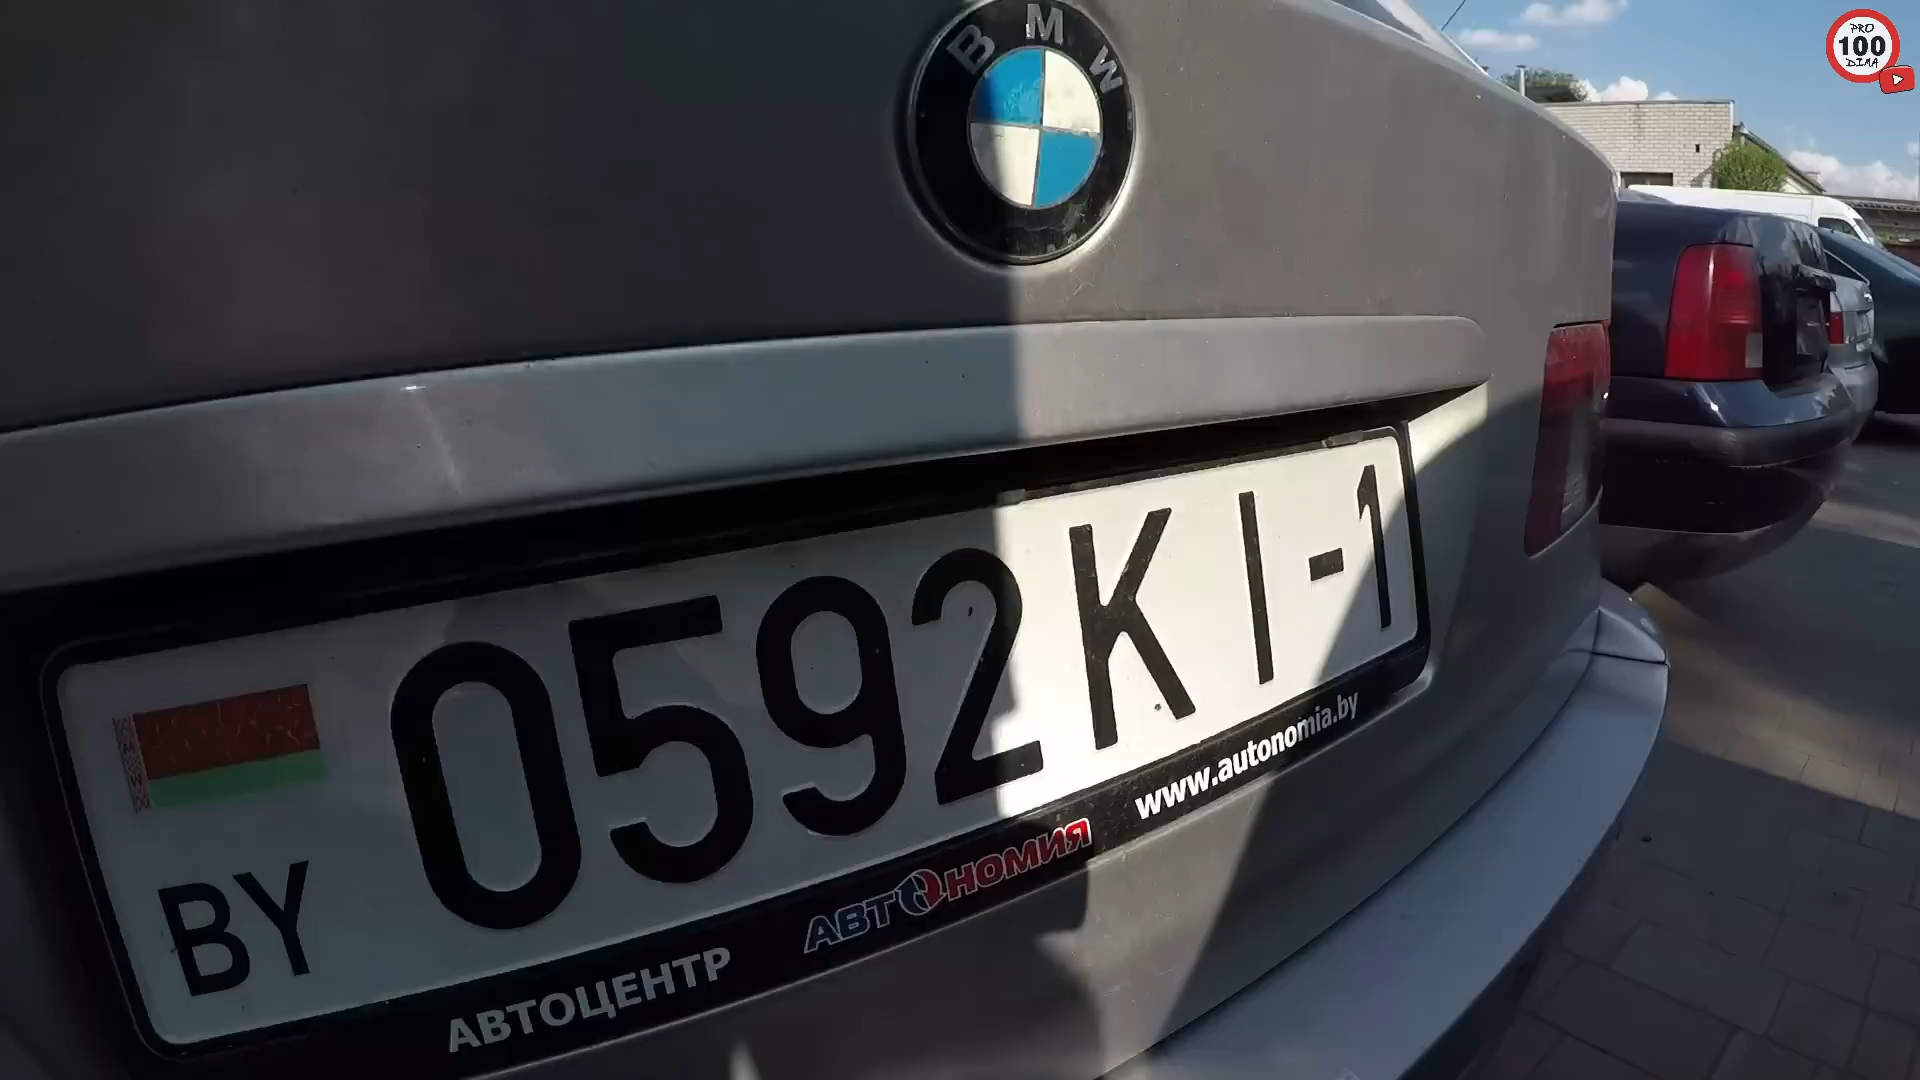 PRO
100
DIMA
BMW
0592KI-1
BY
www.autonomia.by
АВТОЦЕНТР АВТОНОМИЯ